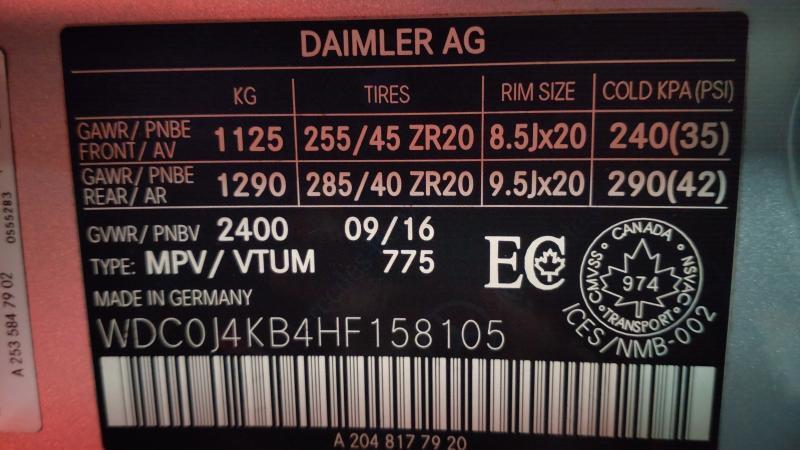 DAIMLER AG
KG TIRES RIM SIZE COLD KPA (PSI)
GAWR/ PNBE FRONT/ AV 1125 255/45 ZR20 8.5Jx20 240(35)
GAWR/ PNBE REAR/ AR 1290 285/40 ZR20 9.5Jx20 290(42)
GVWR/ PNBV 2400 09/16
TYPE: MPV/ VTUM 775
MADE IN GERMANY
WDC0J4KB4HF158105
A 204 817 79 20
EC
CANADA
CMVSS 974 NSVAC
TRANSPORT
ICES/NMB-002
A 253 584 79 02 0555283